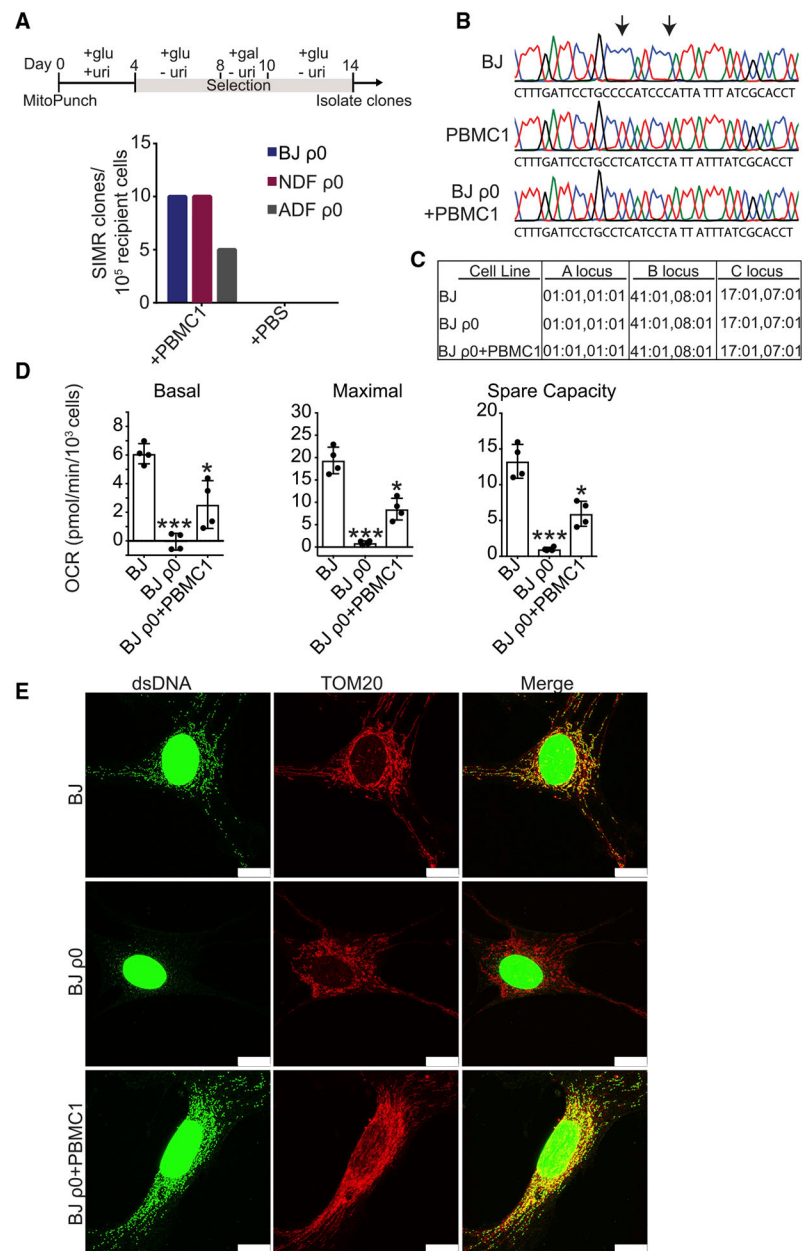 A
Day 0 +glu +uri 4 +glu - uri 8 +gal - uri 10 +glu - uri 14
Selection
MitoPunch
Isolate clones
SIMR clones/
10⁵ recipient cells
15
10
5
0
BJ ρ0
NDF ρ0
ADF ρ0
+PBMC1
+PBS
B
BJ
CTTTGATTCCTGCCCCATCCCATTA TTT ATCGCACCT
PBMC1
CTTTGATTCCTGCCTCATCCTA TT ATTTATCGCACCT
BJ ρ0
+PBMC1
CTTTGATTCCTGCCTCATCCTA TTATTTATCGCACCT
C
Cell Line A locus B locus C locus
BJ 01:01,01:01 41:01,08:01 17:01,07:01
BJ ρ0 01:01,01:01 41:01,08:01 17:01,07:01
BJ ρ0+PBMC1 01:01,01:01 41:01,08:01 17:01,07:01
D
OCR (pmol/min/10³ cells)
Basal
8
6
4
2
0
***
*
BJ
BJ ρ0
BJ ρ0+PBMC1
Maximal
30
25
20
15
10
5
0
***
*
BJ
BJ ρ0
BJ ρ0+PBMC1
Spare Capacity
20
15
10
5
0
***
*
BJ
BJ ρ0
BJ ρ0+PBMC1
E
dsDNA TOM20 Merge
BJ
BJ ρ0
BJ ρ0+PBMC1